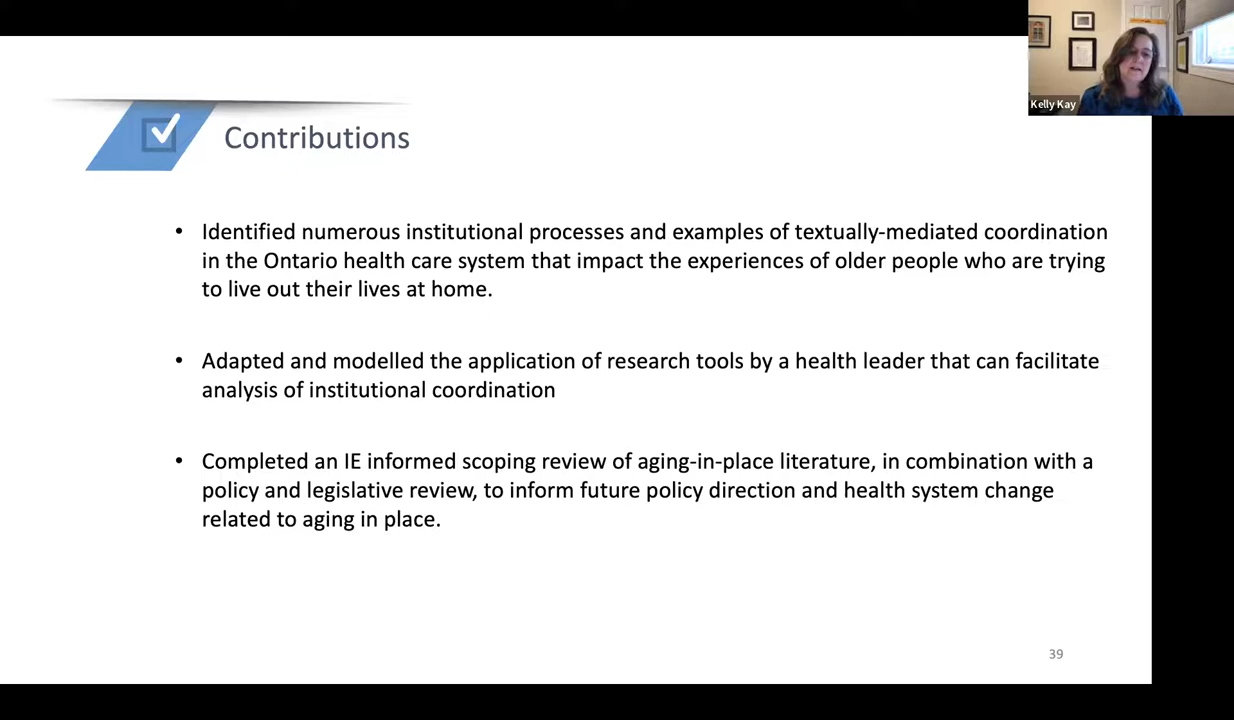 Kelly Kay
Contributions
• Identified numerous institutional processes and examples of textually-mediated coordination
in the Ontario health care system that impact the experiences of older people who are trying
to live out their lives at home.
• Adapted and modelled the application of research tools by a health leader that can facilitate
analysis of institutional coordination
• Completed an IE informed scoping review of aging-in-place literature, in combination with a
policy and legislative review, to inform future policy direction and health system change
related to aging in place.
39